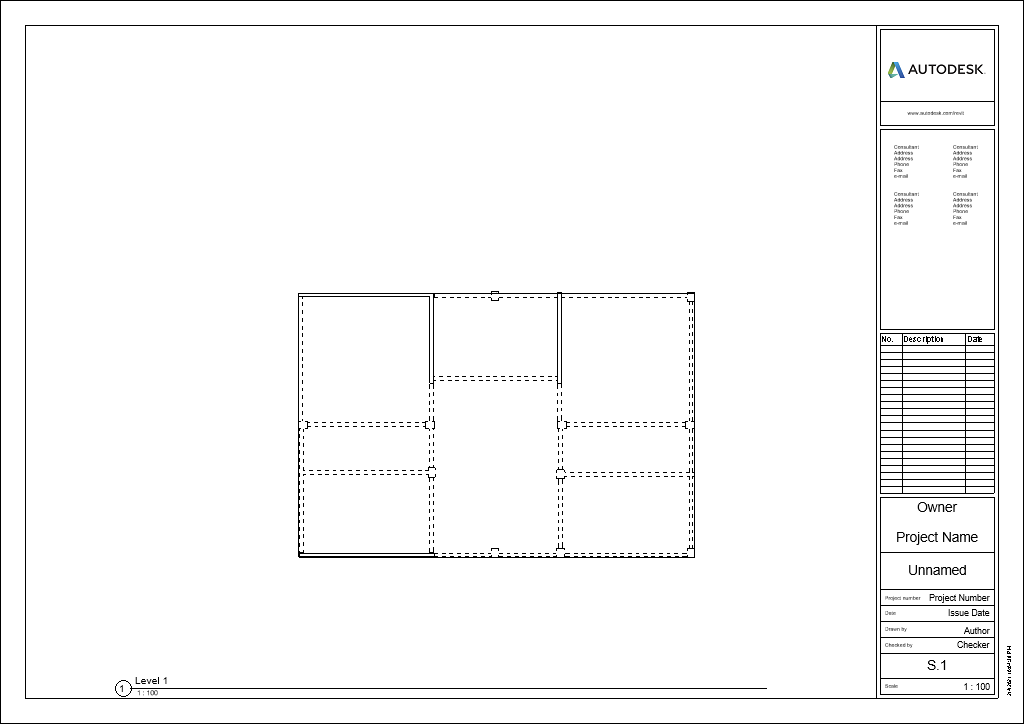 AUTODESK
www.autodesk.com/revit
Consultant
Address
Address
Phone
Fax
e-mail
Consultant
Address
Address
Phone
Fax
e-mail
Consultant
Address
Address
Phone
Fax
e-mail
Consultant
Address
Address
Phone
Fax
e-mail
No. Description Date
Owner
Project Name
Unnamed
Project number Project Number
Date Issue Date
Drawn by Author
Checked by Checker
S.1
Scale 1 : 100
1 Level 1
1 : 100